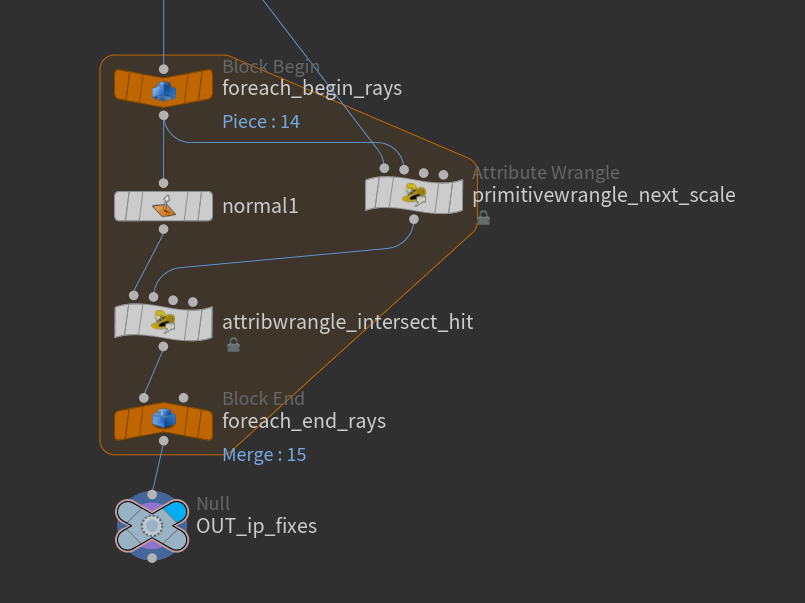 Block Begin
foreach_begin_rays
Piece : 14
Attribute Wrangle
primitivewrangle_next_scale
normal1
attribwrangle_intersect_hit
Block End
foreach_end_rays
Merge : 15
Null
OUT_ip_fixes